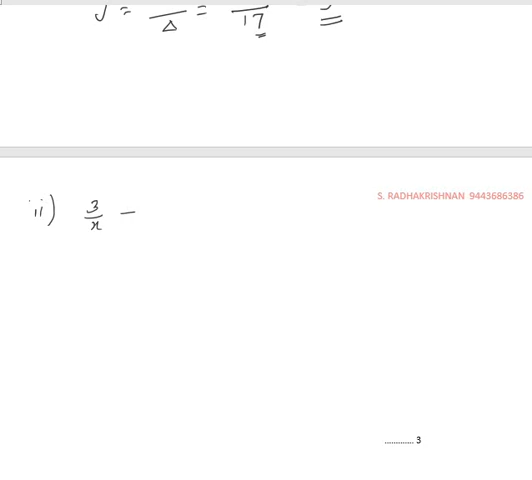 y = — = —
Δ 17
S. RADHAKRISHNAN 9443686386
ii) 3/x −
............. 3